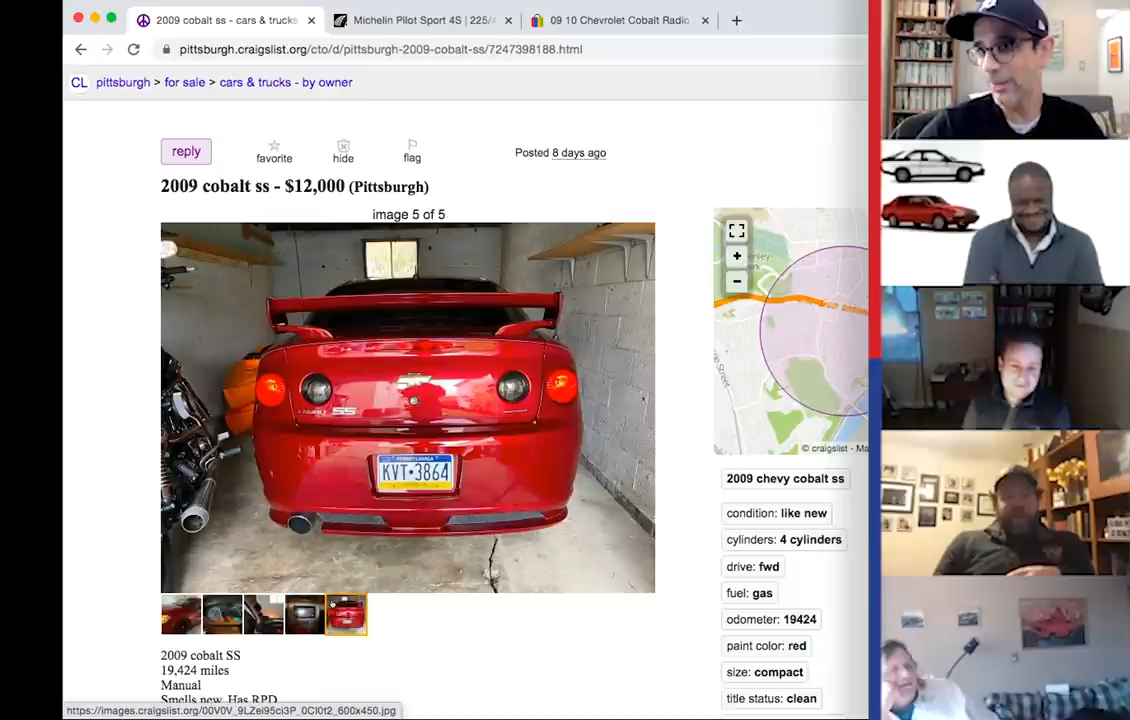 2009 cobalt ss - cars & trucks
Michelin Pilot Sport 4S | 225/4
09 10 Chevrolet Cobalt Radio
pittsburgh.craigslist.org/cto/d/pittsburgh-2009-cobalt-ss/7247398188.html
CL pittsburgh > for sale > cars & trucks - by owner
reply
favorite
hide
flag
Posted 8 days ago
2009 cobalt ss - $12,000 (Pittsburgh)
image 5 of 5
SS
PENNSYLVANIA
KVT·3864
+
−
© craigslist - Ma
2009 chevy cobalt ss
condition: like new
cylinders: 4 cylinders
drive: fwd
fuel: gas
odometer: 19424
paint color: red
size: compact
title status: clean
2009 cobalt SS
19,424 miles
Manual
Smells new. Has RPD
https://images.craigslist.org/00V0V_9LZei95ci3P_0CI0t2_600x450.jpg